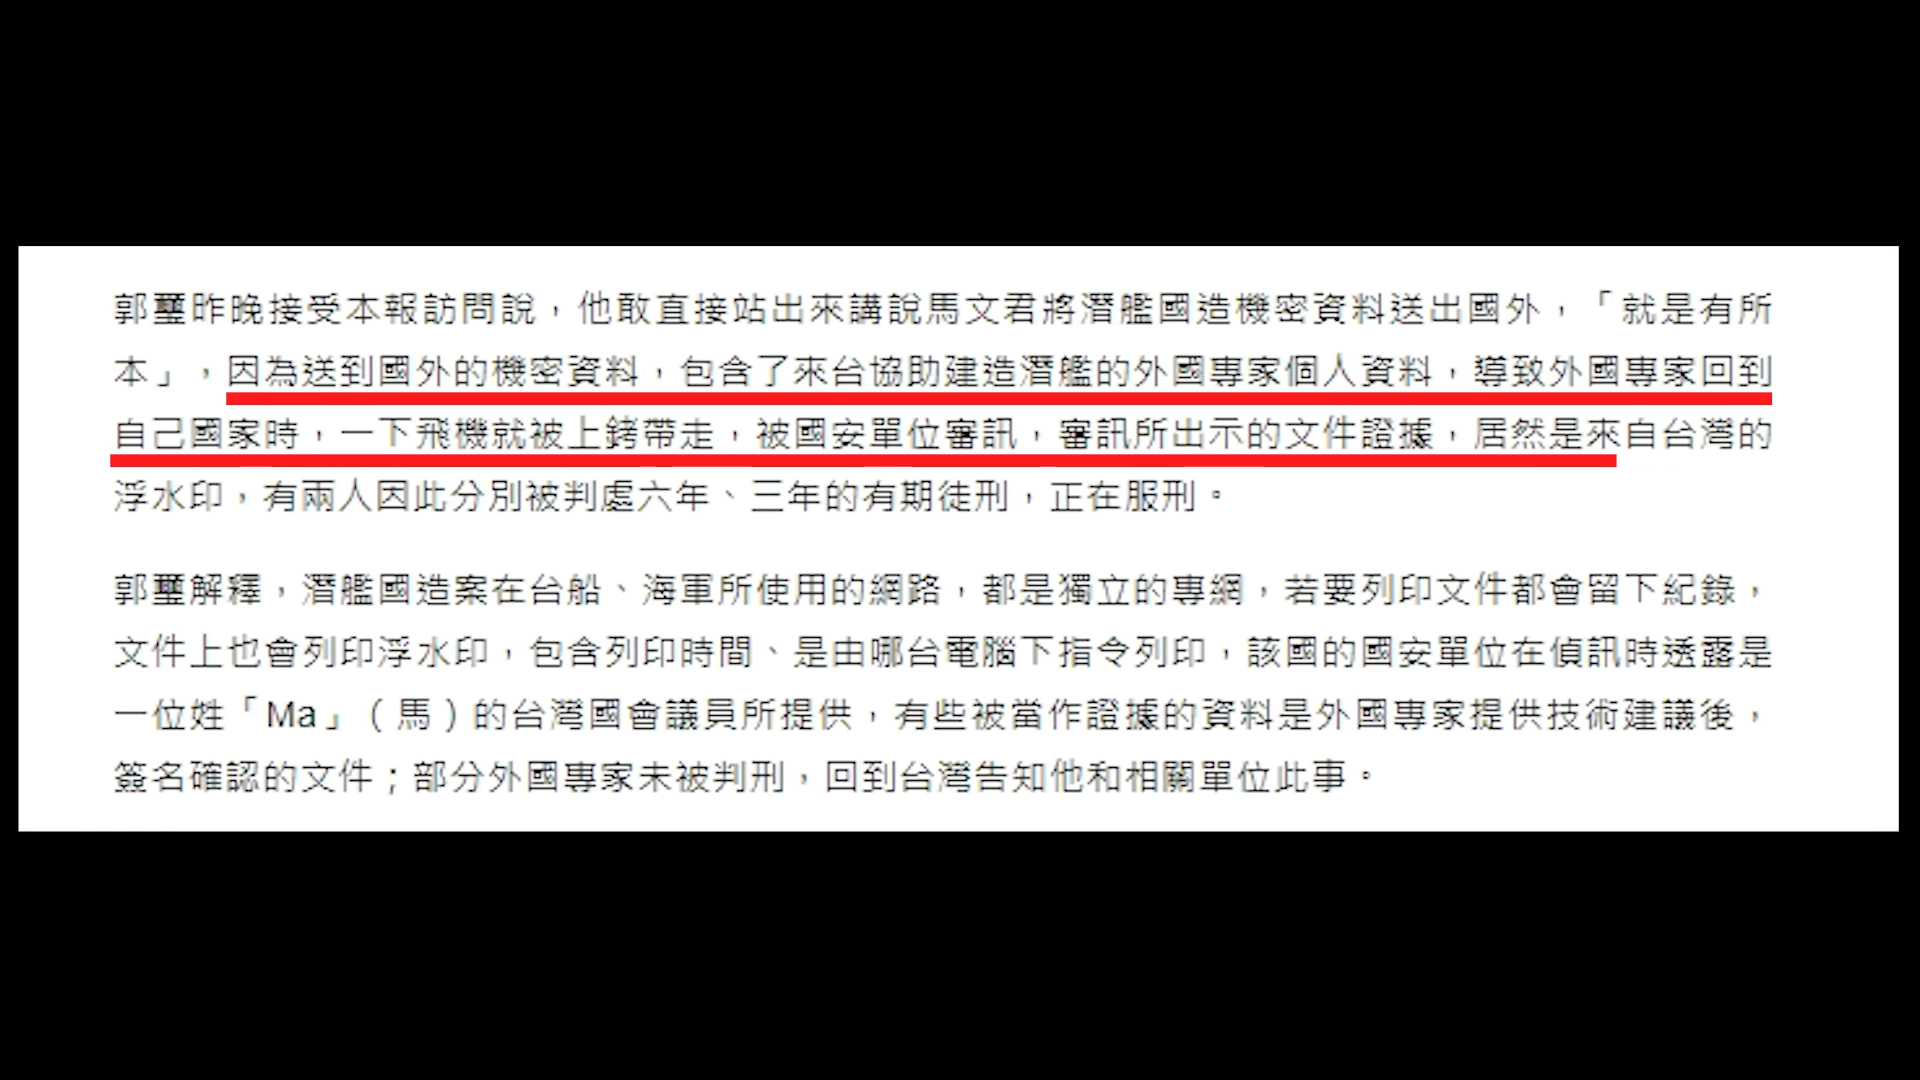 郭璽昨晚接受本報訪問說，他敢直接站出來講說馬文君將潛艦國造機密資料送出國外，「就是有所
本」，因為送到國外的機密資料，包含了來台協助建造潛艦的外國專家個人資料，導致外國專家回到
自己國家時，一下飛機就被上銬帶走，被國安單位審訊，審訊所出示的文件證據，居然是來自台灣的
浮水印，有兩人因此分別被判處六年、三年的有期徒刑，正在服刑。
郭璽解釋，潛艦國造案在台船、海軍所使用的網路，都是獨立的專網，若要列印文件都會留下紀錄，
文件上也會列印浮水印，包含列印時間、是由哪台電腦下指令列印，該國的國安單位在偵訊時透露是
一位姓「Ma」（馬）的台灣國會議員所提供，有些被當作證據的資料是外國專家提供技術建議後，
簽名確認的文件；部分外國專家未被判刑，回到台灣告知他和相關單位此事。